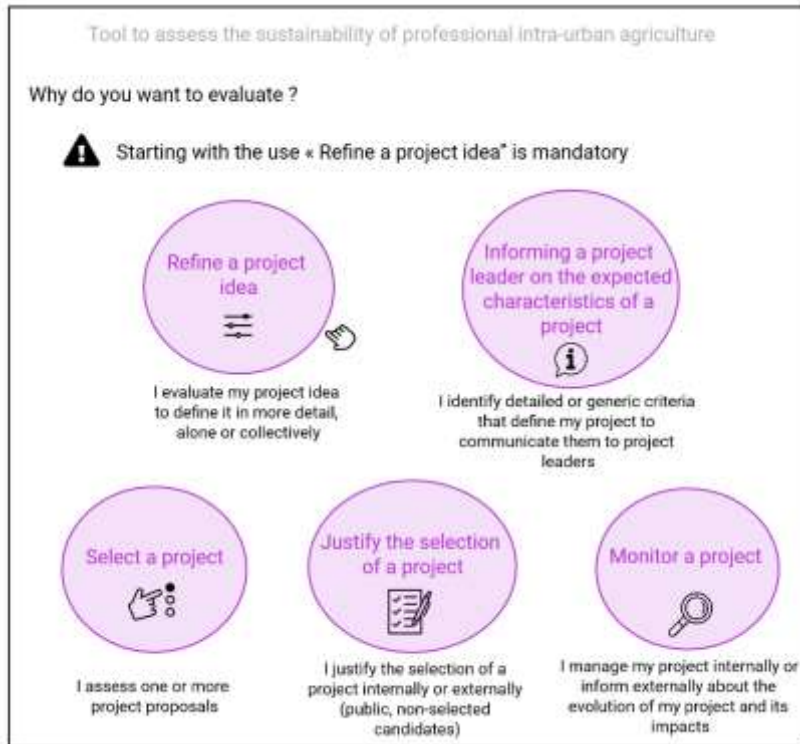 Tool to assess the sustainability of professional intra-urban agriculture
Why do you want to evaluate ?
Starting with the use « Refine a project idea" is mandatory
Refine a project
idea
I evaluate my project idea
to define it in more detail,
alone or collectively
Informing a project
leader on the expected
characteristics of a
project
I identify detailed or generic criteria
that define my project to
communicate them to project
leaders
Select a project
I assess one or more
project proposals
Justify the selection
of a project
I justify the selection of a
project internally or externally
(public, non-selected
candidates)
Monitor a project
I manage my project internally or
inform externally about the
evolution of my project and its
impacts